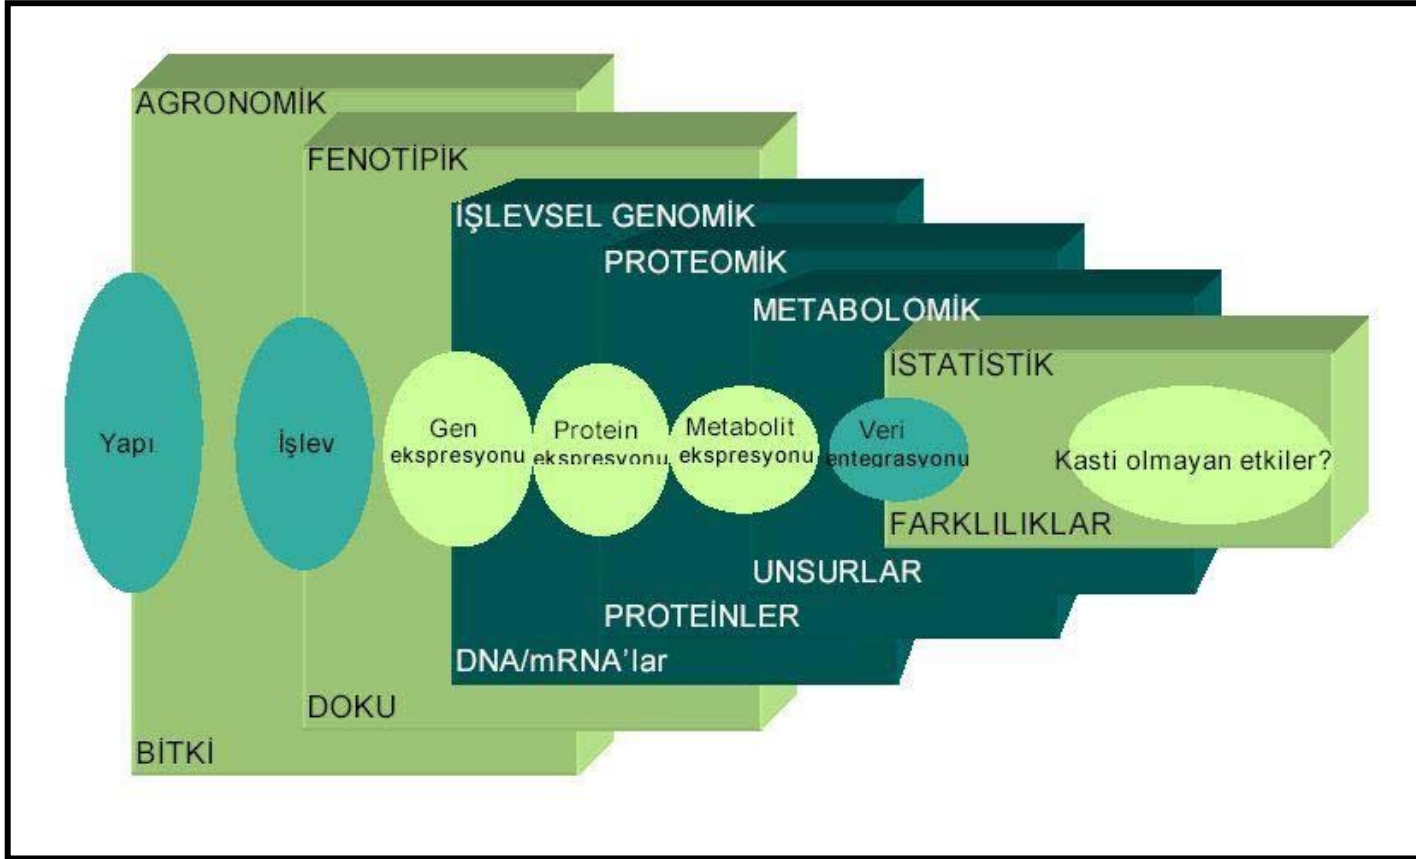 AGRONOMİK
FENOTİPİK
İŞLEVSEL GENOMİK
PROTEOMİK
METABOLOMİK
İSTATİSTİK
Yapı
İşlev
Gen
ekspresyonu
Protein
ekspresyonu
Metabolit
ekspresyonu
Veri
entegrasyonu
Kasti olmayan etkiler?
FARKLILIKLAR
UNSURLAR
PROTEİNLER
DNA/mRNA’lar
DOKU
BİTKİ